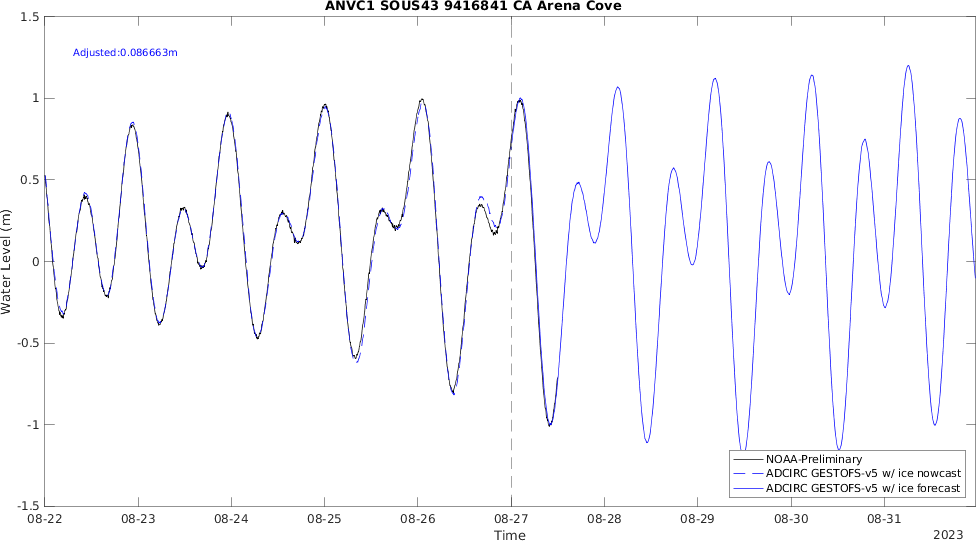 ANVC1 SOUS43 9416841 CA Arena Cove
1.5
Adjusted:0.086663m
1
0.5
0
-0.5
-1
-1.5
Water Level (m)
NOAA-Preliminary
ADCIRC GESTOFS-v5 w/ ice nowcast
ADCIRC GESTOFS-v5 w/ ice forecast
08-22 08-23 08-24 08-25 08-26 08-27 08-28 08-29 08-30 08-31
Time
2023